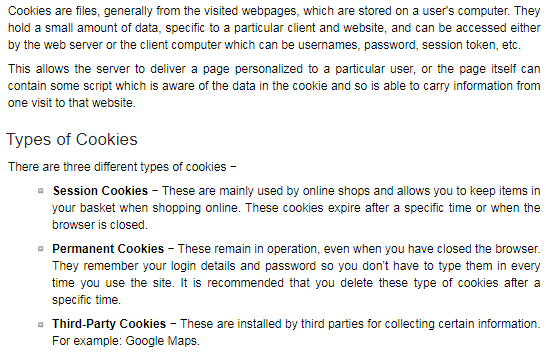 Cookies are files, generally from the visited webpages, which are stored on a user's computer. They
hold a small amount of data, specific to a particular client and website, and can be accessed either
by the web server or the client computer which can be usernames, password, session token, etc.
This allows the server to deliver a page personalized to a particular user, or the page itself can
contain some script which is aware of the data in the cookie and so is able to carry information from
one visit to that website.
Types of Cookies
There are three different types of cookies −
Session Cookies − These are mainly used by online shops and allows you to keep items in
your basket when shopping online. These cookies expire after a specific time or when the
browser is closed.
Permanent Cookies − These remain in operation, even when you have closed the browser.
They remember your login details and password so you don't have to type them in every
time you use the site. It is recommended that you delete these type of cookies after a
specific time.
Third-Party Cookies − These are installed by third parties for collecting certain information.
For example: Google Maps.